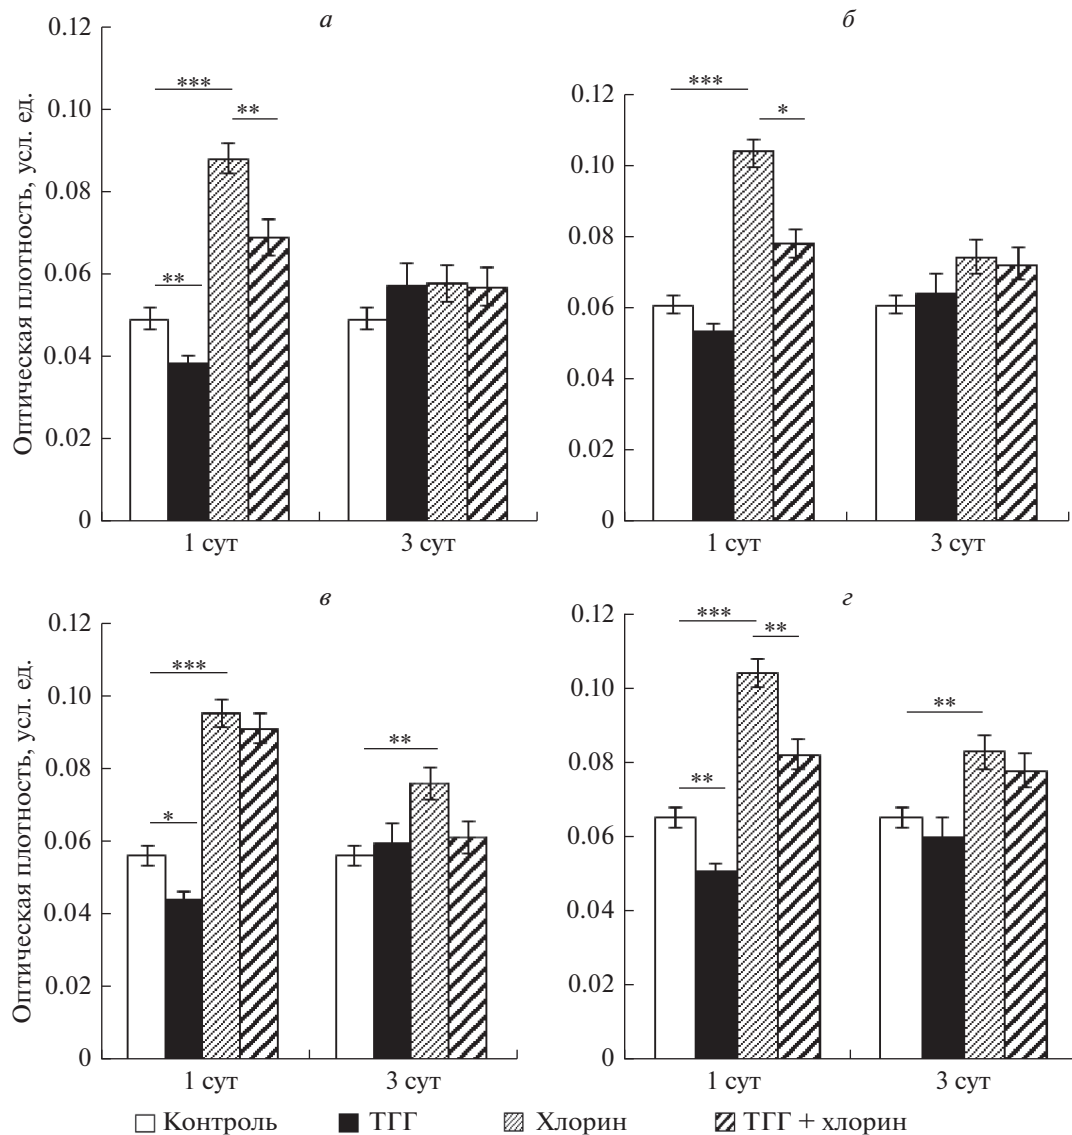 а
Оптическая плотность, усл. ед.
0.12
0.10
0.08
0.06
0.04
0.02
0
***
**
**
1 сут
3 сут
б
0.12
0.10
0.08
0.06
0.04
0.02
0
***
*
1 сут
3 сут
в
Оптическая плотность, усл. ед.
0.12
0.10
0.08
0.06
0.04
0.02
0
***
*
**
1 сут
3 сут
г
0.12
0.10
0.08
0.06
0.04
0.02
0
***
**
**
**
1 сут
3 сут
Контроль ТГГ Хлорин ТГГ + хлорин